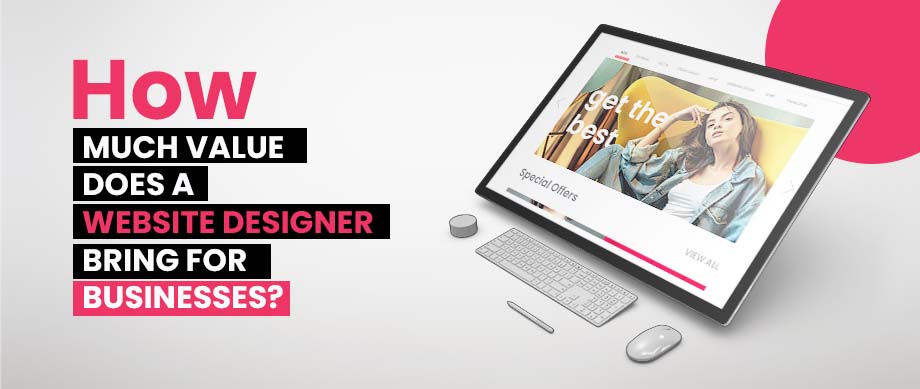 How
MUCH VALUE
DOES A
WEBSITE DESIGNER
BRING FOR
BUSINESSES?
get the
best
Special Offers
VIEW ALL